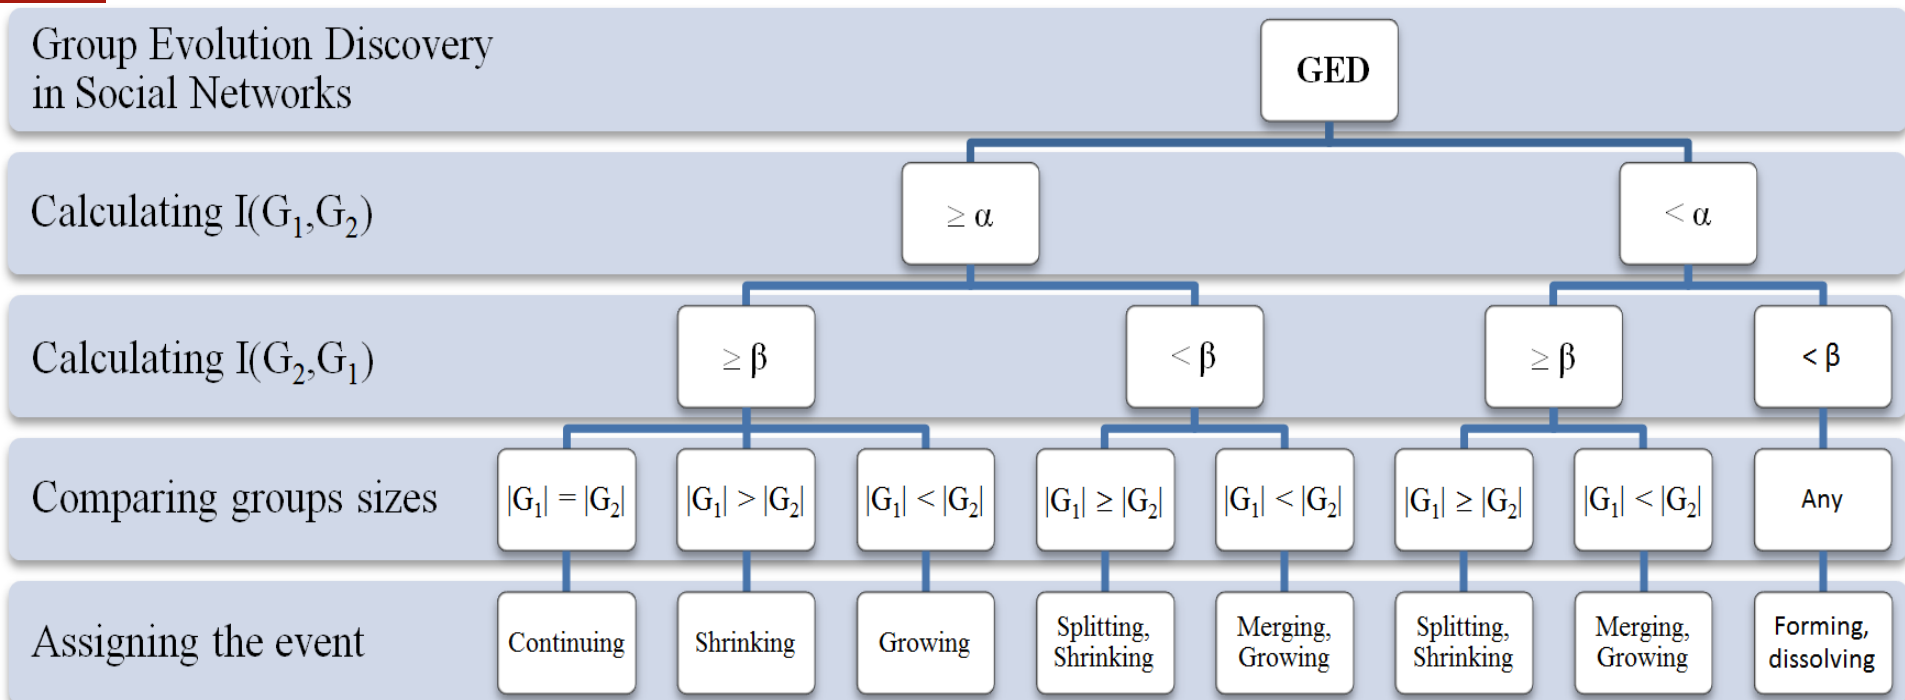 Group Evolution Discovery
in Social Networks
GED
Calculating I(G₁,G₂)
≥ α
< α
Calculating I(G₂,G₁)
≥ β
< β
≥ β
< β
Comparing groups sizes
|G₁| = |G₂|
|G₁| > |G₂|
|G₁| < |G₂|
|G₁| ≥ |G₂|
|G₁| < |G₂|
|G₁| ≥ |G₂|
|G₁| < |G₂|
Any
Assigning the event
Continuing
Shrinking
Growing
Splitting,
Shrinking
Merging,
Growing
Splitting,
Shrinking
Merging,
Growing
Forming,
dissolving